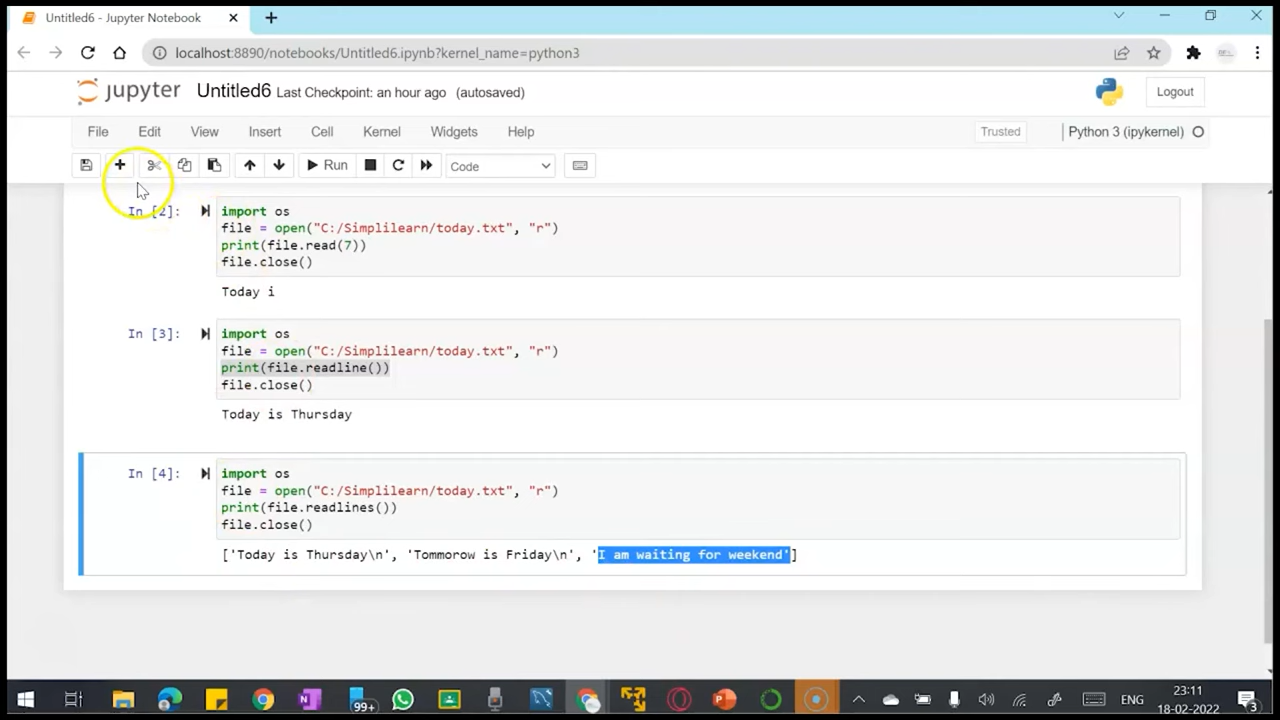 Untitled6 - Jupyter Notebook
localhost:8890/notebooks/Untitled6.ipynb?kernel_name=python3
jupyter Untitled6 Last Checkpoint: an hour ago (autosaved)
Logout
File Edit View Insert Cell Kernel Widgets Help
Trusted
Python 3 (ipykernel)
Run
Code
In [2]:
import os
file = open("C:/Simplilearn/today.txt", "r")
print(file.read(7))
file.close()
Today i
In [3]:
import os
file = open("C:/Simplilearn/today.txt", "r")
print(file.readline())
file.close()
Today is Thursday
In [4]:
import os
file = open("C:/Simplilearn/today.txt", "r")
print(file.readlines())
file.close()
['Today is Thursday\n', 'Tommorow is Friday\n', 'I am waiting for weekend']
99+
ENG
23:11
18-02-2022
3